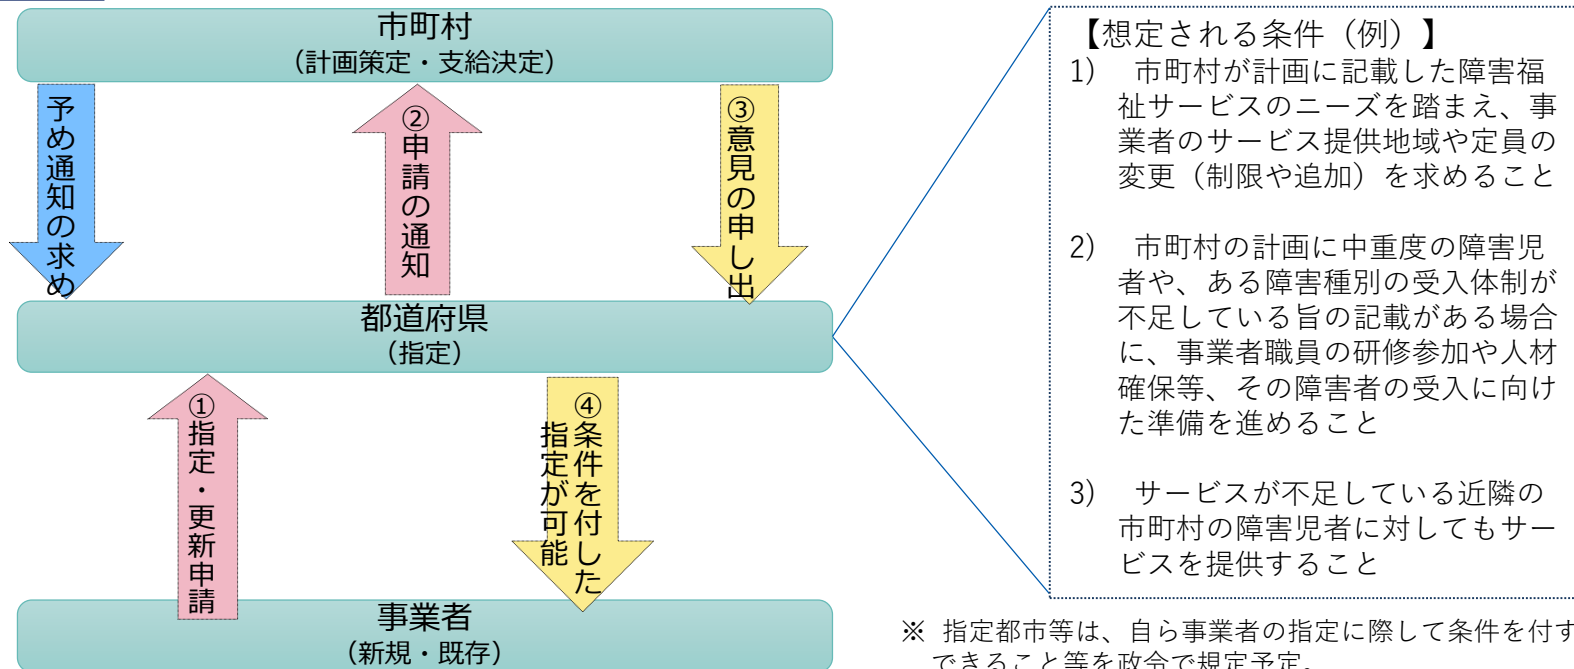 市町村
（計画策定・支給決定）
予め通知の求め
②申請の通知
③意見の申し出
都道府県
（指定）
①指定・更新申請
④条件を付した
指定が可能
事業者
（新規・既存）
【想定される条件（例）】
1)　市町村が計画に記載した障害福
祉サービスのニーズを踏まえ、事
業者のサービス提供地域や定員の
変更（制限や追加）を求めること
2)　市町村の計画に中重度の障害児
者や、ある障害種別の受入体制が
不足している旨の記載がある場合
に、事業者職員の研修参加や人材
確保等、その障害者の受入に向け
た準備を進めること
3)　サービスが不足している近隣の
市町村の障害児者に対してもサー
ビスを提供すること
※ 指定都市等は、自ら事業者の指定に際して条件を付す
できること等を政令で規定予定。